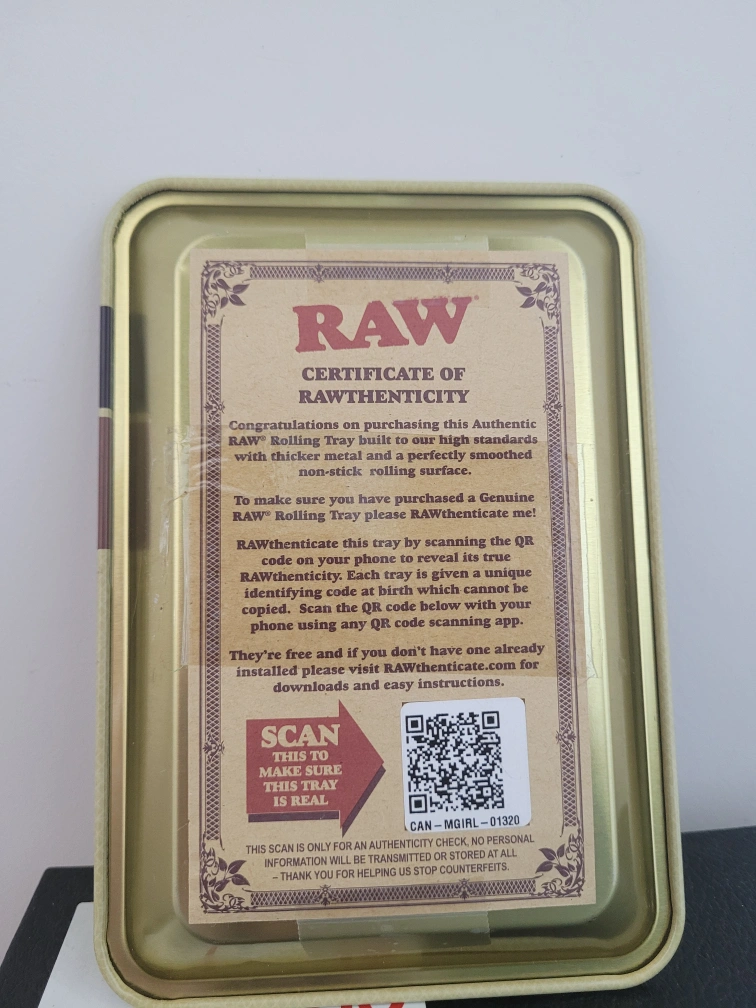 RAW®
CERTIFICATE OF
RAWTHENTICITY
Congratulations on purchasing this Authentic
RAW® Rolling Tray built to our high standards
with thicker metal and a perfectly smoothed
non-stick rolling surface.
To make sure you have purchased a Genuine
RAW® Rolling Tray please RAWthenticate me!
RAWthenticate this tray by scanning the QR
code on your phone to reveal its true
RAWthenticity. Each tray is given a unique
identifying code at birth which cannot be
copied. Scan the QR code below with your
phone using any QR code scanning app.
They're free and if you don't have one already
installed please visit RAWthenticate.com for
downloads and easy instructions.
SCAN
THIS TO
MAKE SURE
THIS TRAY
IS REAL
CAN – MGIRL – 01320
THIS SCAN IS ONLY FOR AN AUTHENTICITY CHECK, NO PERSONAL
INFORMATION WILL BE TRANSMITTED OR STORED AT ALL
– THANK YOU FOR HELPING US STOP COUNTERFEITS.